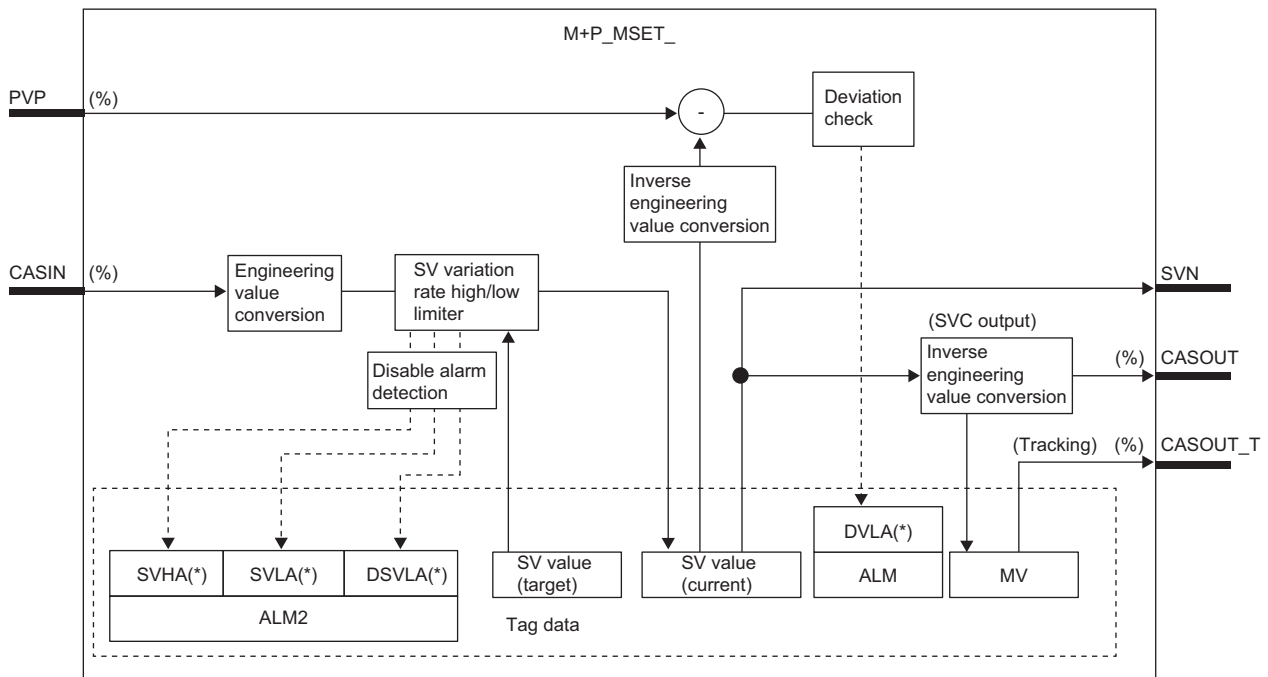 M+P_MSET_
PVP
(%)
-
Deviation
check
Inverse
engineering
value conversion
CASIN
(%)
Engineering
value
conversion
SV variation
rate high/low
limiter
SVN
(SVC output)
Inverse
engineering
value conversion
(%)
CASOUT
Disable alarm
detection
(Tracking)
(%)
CASOUT_T
SVHA(*)
SVLA(*)
DSVLA(*)
ALM2
SV value
(target)
SV value
(current)
DVLA(*)
ALM
MV
Tag data